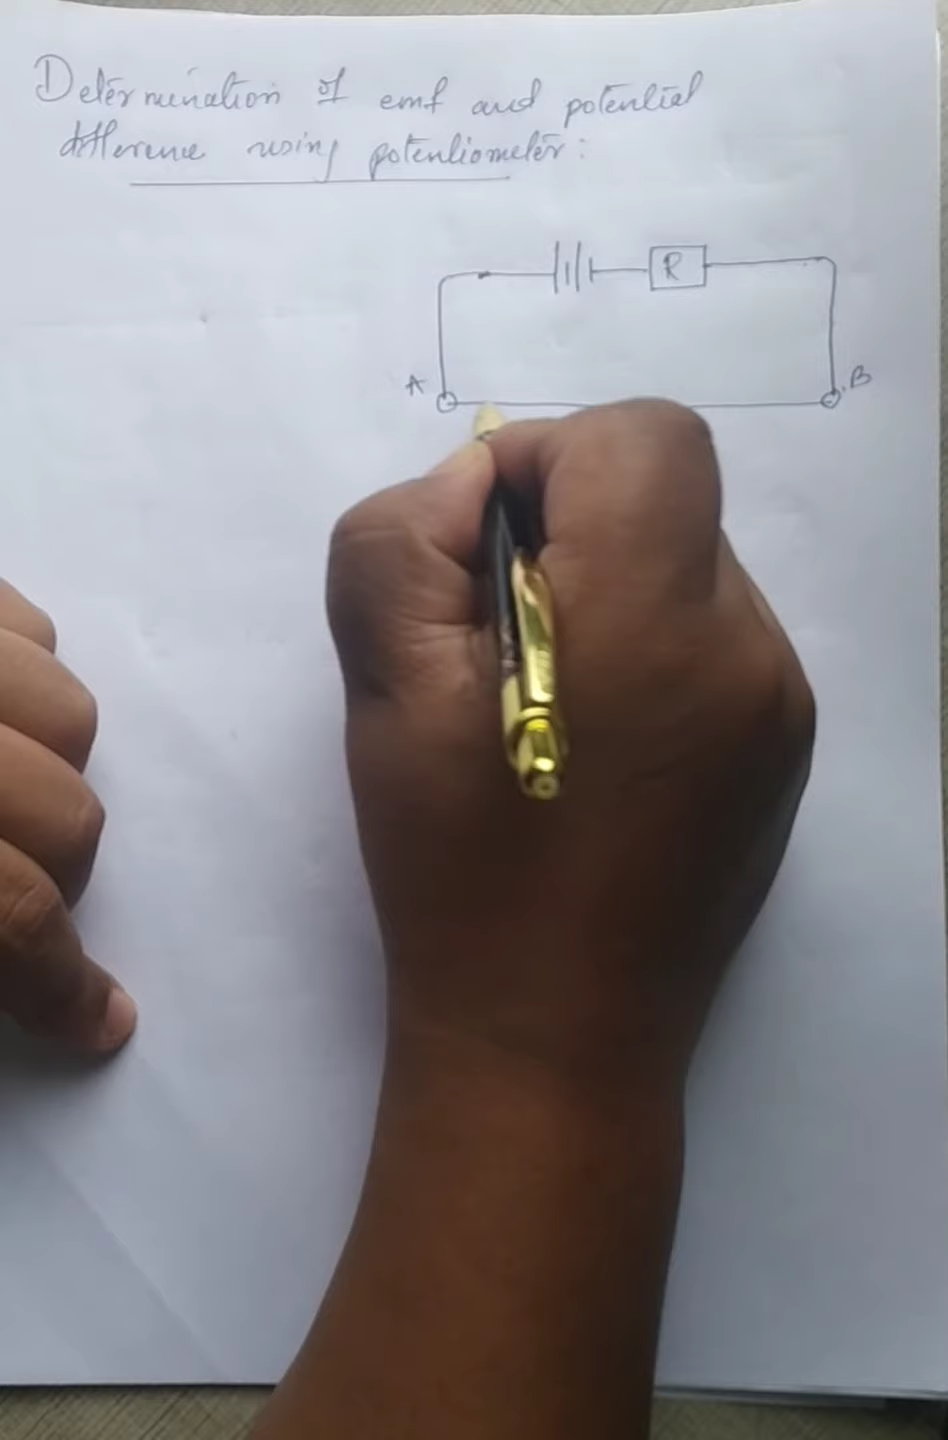 Determination of emf and potential
difference using potentiometer:
R
A
B